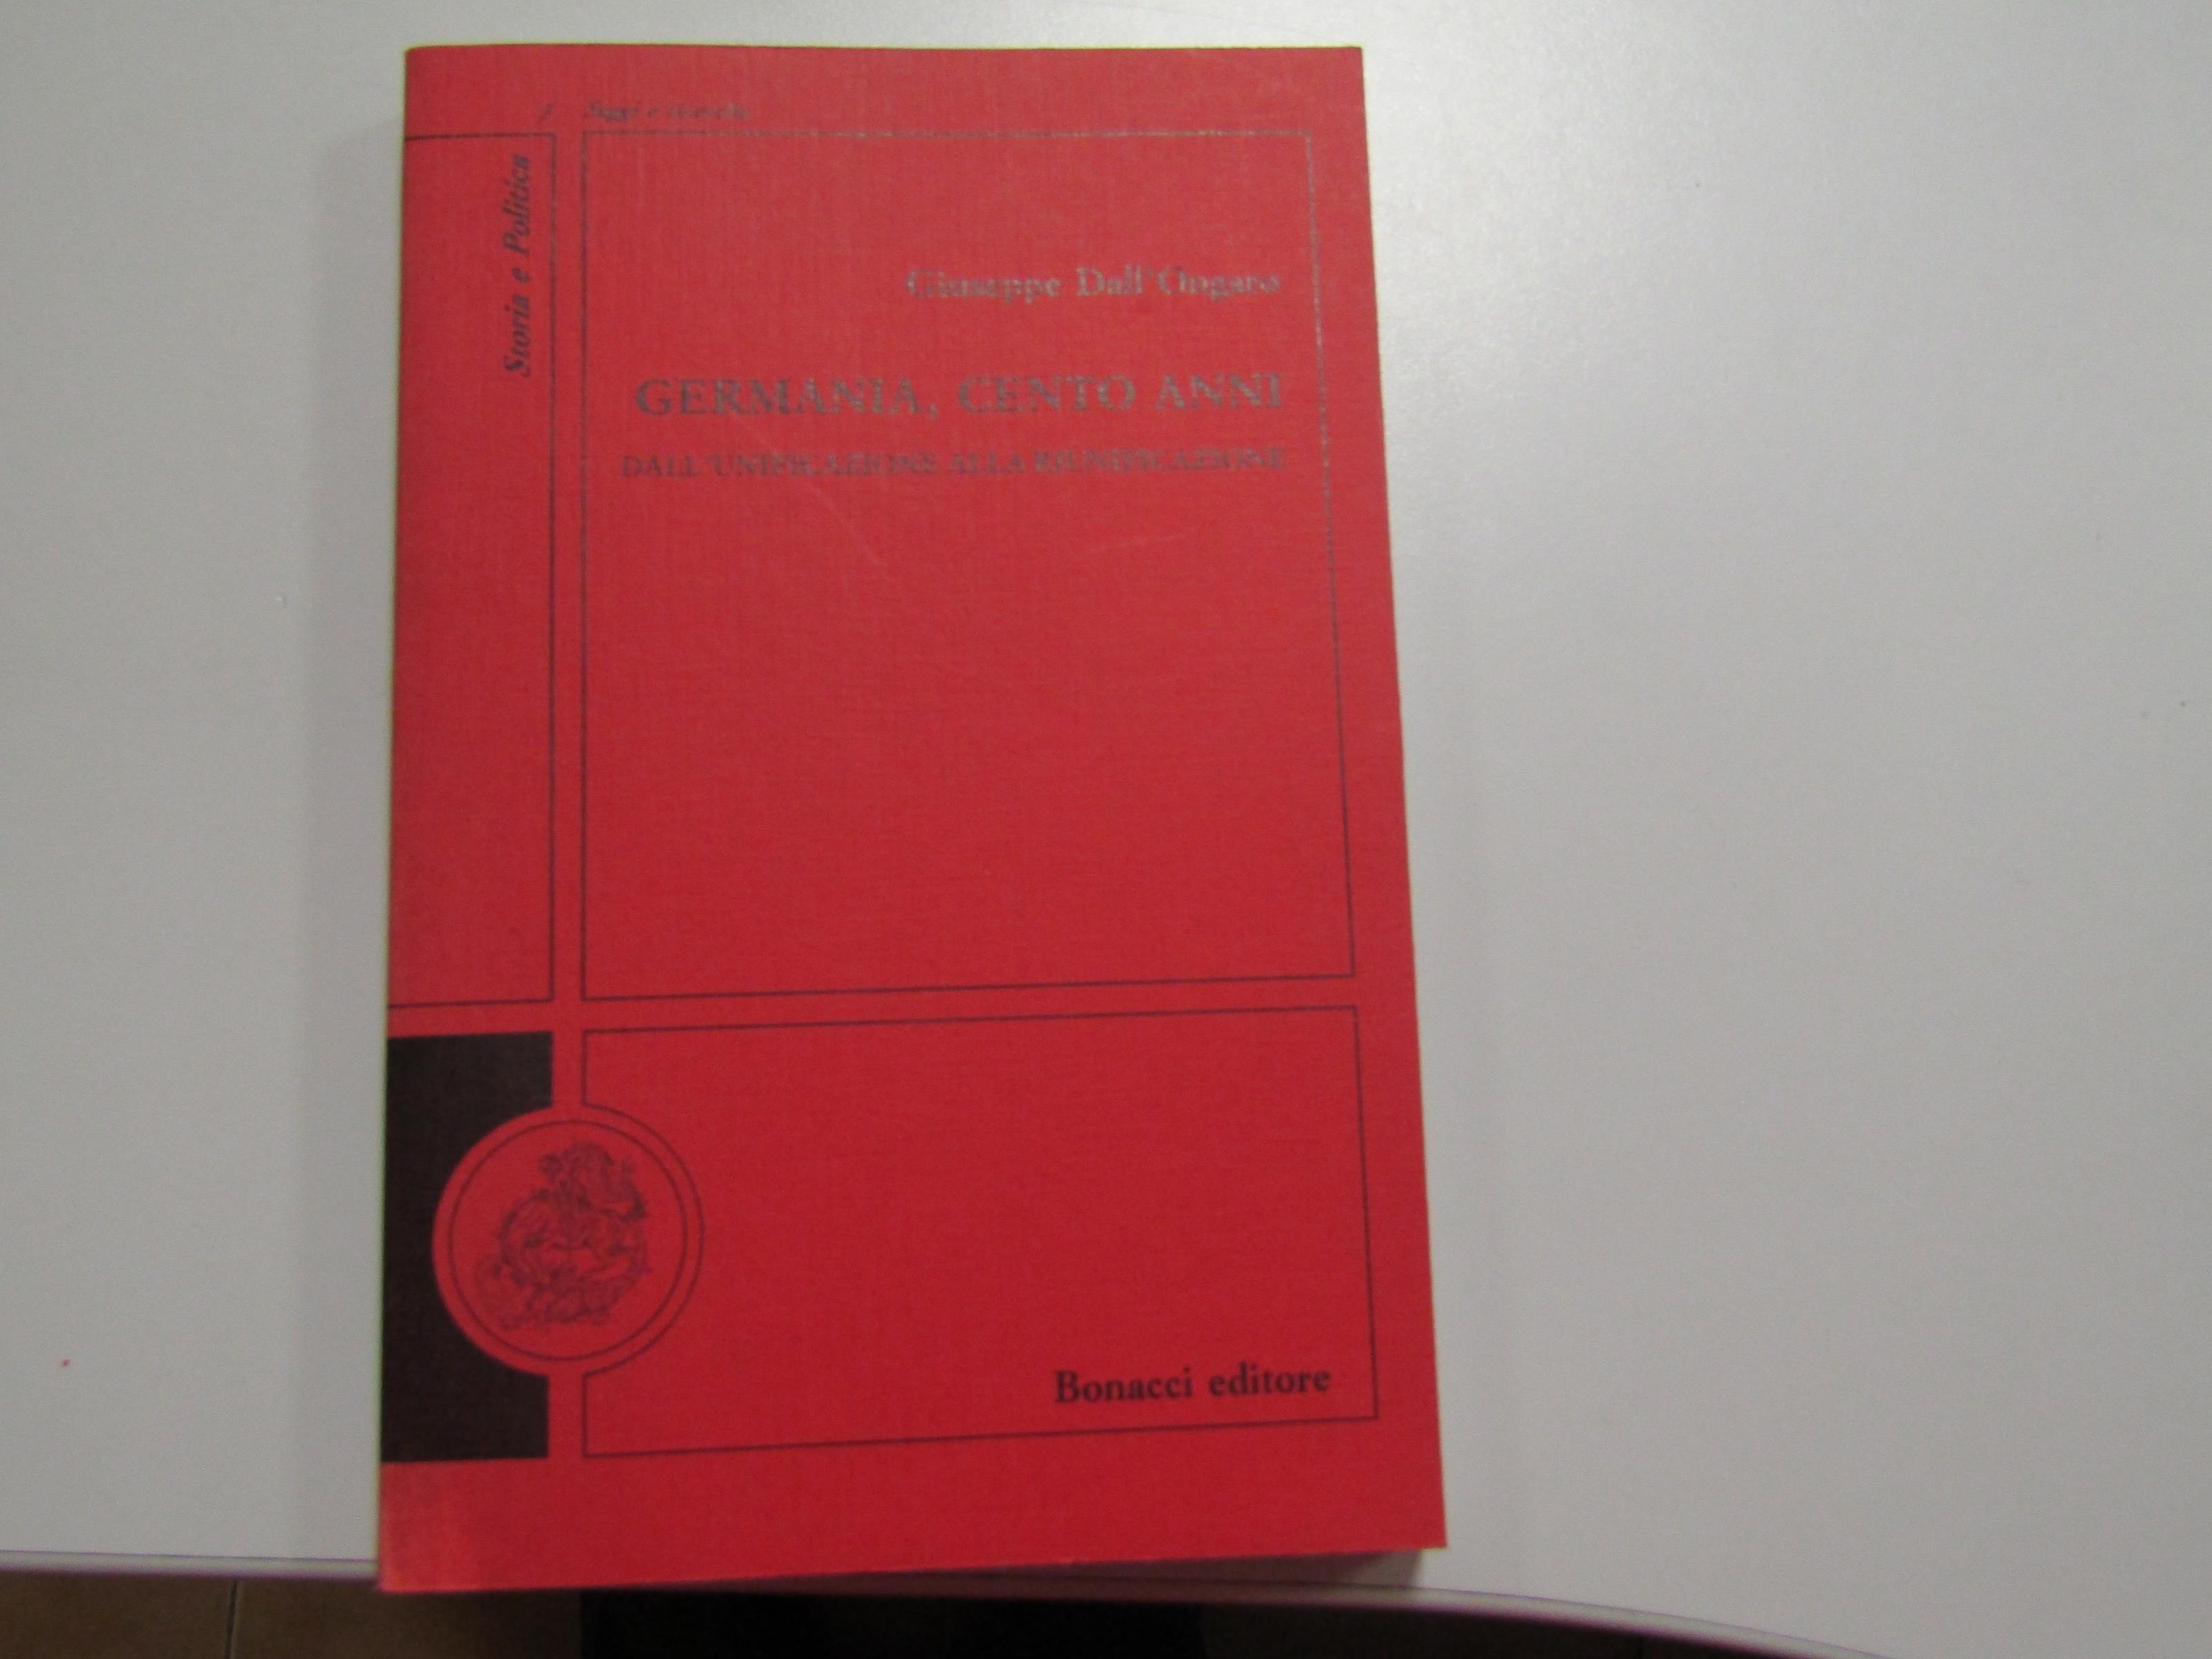 Saggi e ricerche
Storia e Politica
Giuseppe Dall'Ongaro
GERMANIA, CENTO ANNI
DALL'UNIFICAZIONE ALLA RIUNIFICAZIONE
Bonacci editore